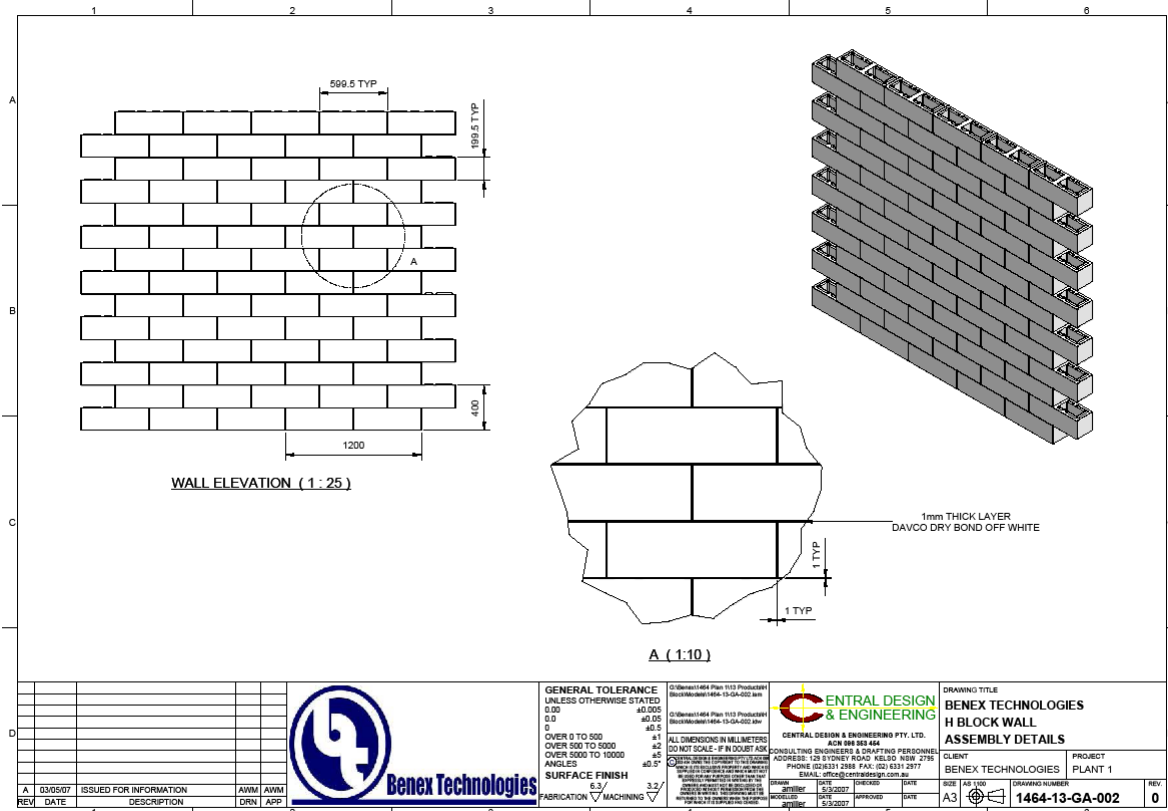 1 2 3 4 5 6
A
B
C
D
599.5 TYP
199.5 TYP
A
400
1200
WALL ELEVATION ( 1 : 25 )
1mm THICK LAYER
DAVCO DRY BOND OFF WHITE
1 TYP
1 TYP
A ( 1:10 )
A 03/05/07 ISSUED FOR INFORMATION AWM AWM
REV DATE DESCRIPTION DRN APP
Benex Technologies
GENERAL TOLERANCE
UNLESS OTHERWISE STATED
0.00 ±0.005
0.0 ±0.05
0 ±0.5
OVER 0 TO 500 ±1
OVER 500 TO 5000 ±2
OVER 5000 TO 10000 ±5
ANGLES ±0.5°
SURFACE FINISH
6.3 3.2
FABRICATION MACHINING
ALL DIMENSIONS IN MILLIMETERS
DO NOT SCALE - IF IN DOUBT ASK
CENTRAL DESIGN
& ENGINEERING
CENTRAL DESIGN & ENGINEERING PTY. LTD.
CONSULTING ENGINEERS & DRAFTING PERSONNEL
ADDRESS: 129 SYDNEY ROAD KELSO NSW 2795
PHONE (02)6331 2988 FAX: (02) 6331 2977
EMAIL: office@centraldesign.com.au
DRAWN DATE CHECKED DATE
amiller 5/3/2007
MODELLED DATE APPROVED DATE
amiller 5/3/2007
DRAWING TITLE
BENEX TECHNOLOGIES
H BLOCK WALL
ASSEMBLY DETAILS
CLIENT PROJECT
BENEX TECHNOLOGIES PLANT 1
SIZE AS 1100 DRAWING NUMBER REV
A3 1464-13-GA-002 0